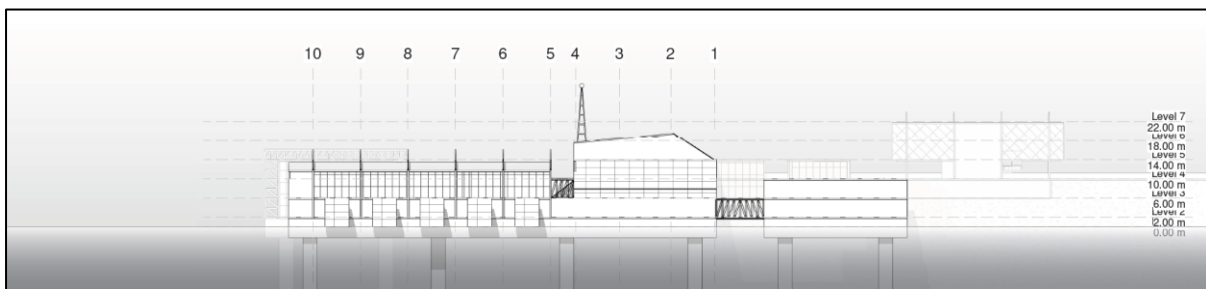 10 9 8 7 6 5 4 3 2 1
Level 7
22.00 m
Level 6
18.00 m
Level 5
14.00 m
Level 4
10.00 m
Level 3
6.00 m
Level 2
2.00 m
0.00 m